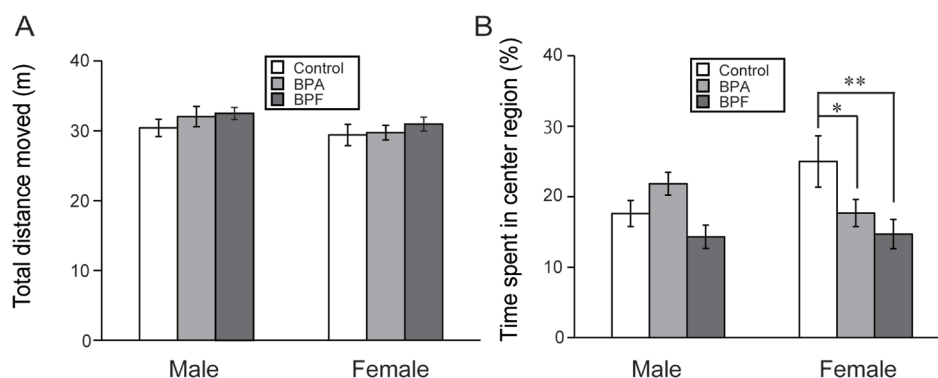 A
Total distance moved (m)
40
30
20
10
0
Control
BPA
BPF
Male
Female
B
Time spent in center region (%)
40
30
20
10
0
Control
BPA
BPF
**
*
Male
Female